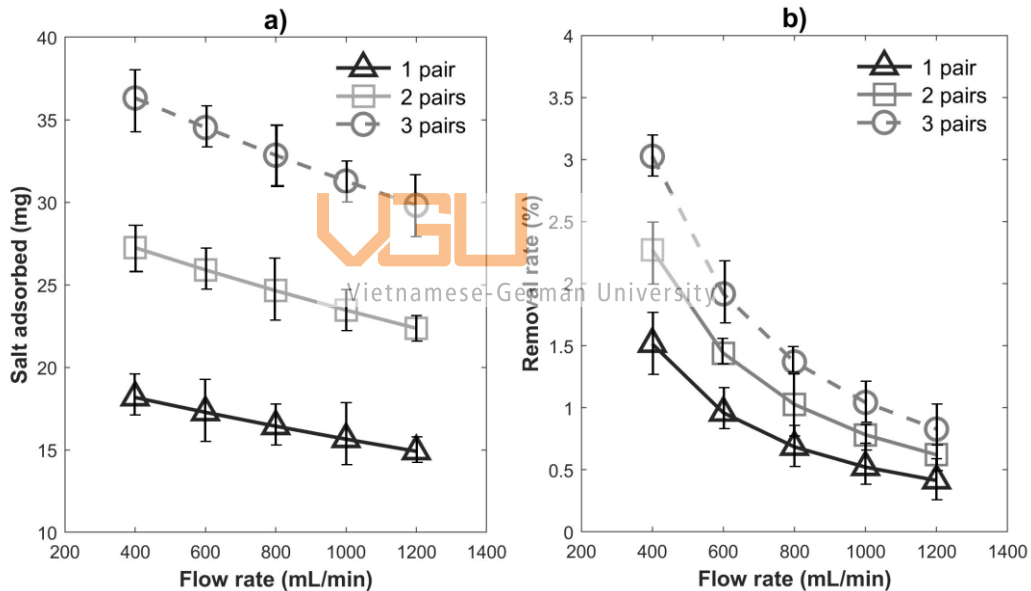 a)
40
35
30
25
20
15
10
Salt adsorbed (mg)
200 400 600 800 1000 1200 1400
Flow rate (mL/min)
1 pair
2 pairs
3 pairs
b)
4
3.5
3
2.5
2
1.5
1
0.5
0
Removal rate (%)
200 400 600 800 1000 1200 1400
Flow rate (mL/min)
1 pair
2 pairs
3 pairs
VGU
Vietnamese-German University